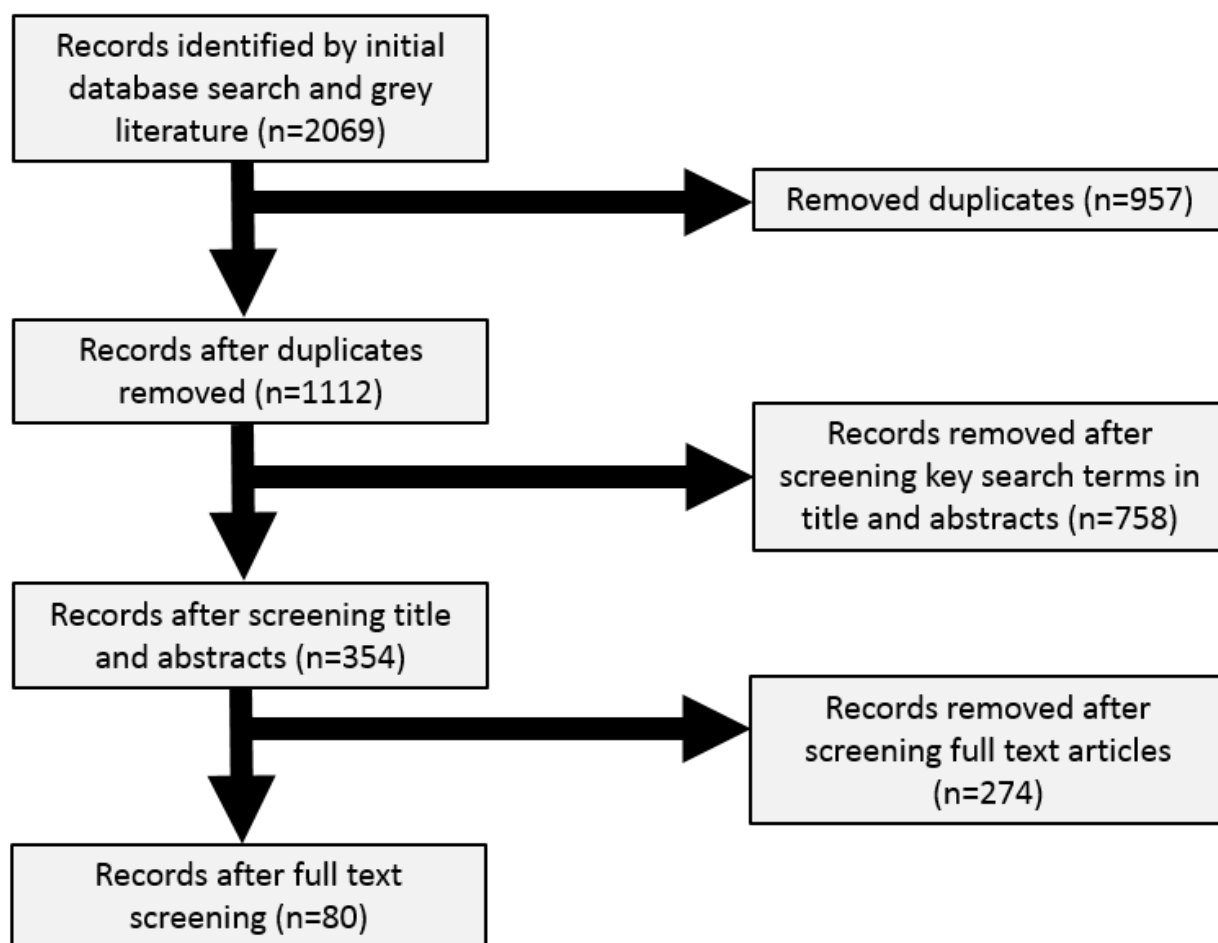 Records identified by initial
database search and grey
literature (n=2069)
Removed duplicates (n=957)
Records after duplicates
removed (n=1112)
Records removed after
screening key search terms in
title and abstracts (n=758)
Records after screening title
and abstracts (n=354)
Records removed after
screening full text articles
(n=274)
Records after full text
screening (n=80)